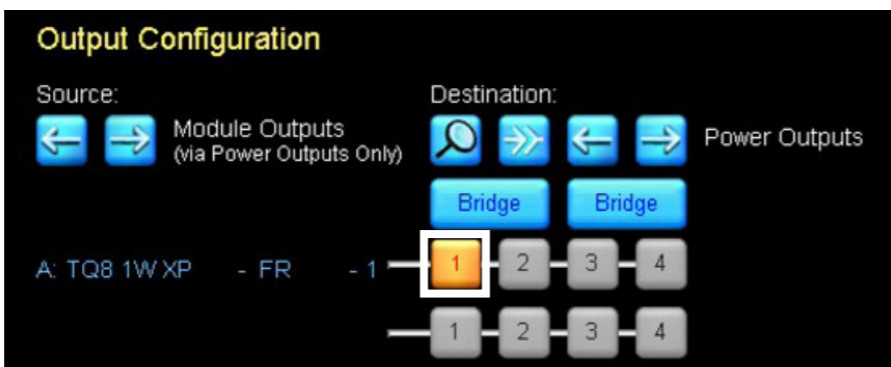 Output Configuration
Source: Destination:
Module Outputs Power Outputs
(via Power Outputs Only)
Bridge Bridge
A: TQ8 1W XP - FR - 1 1 2 3 4
1 2 3 4